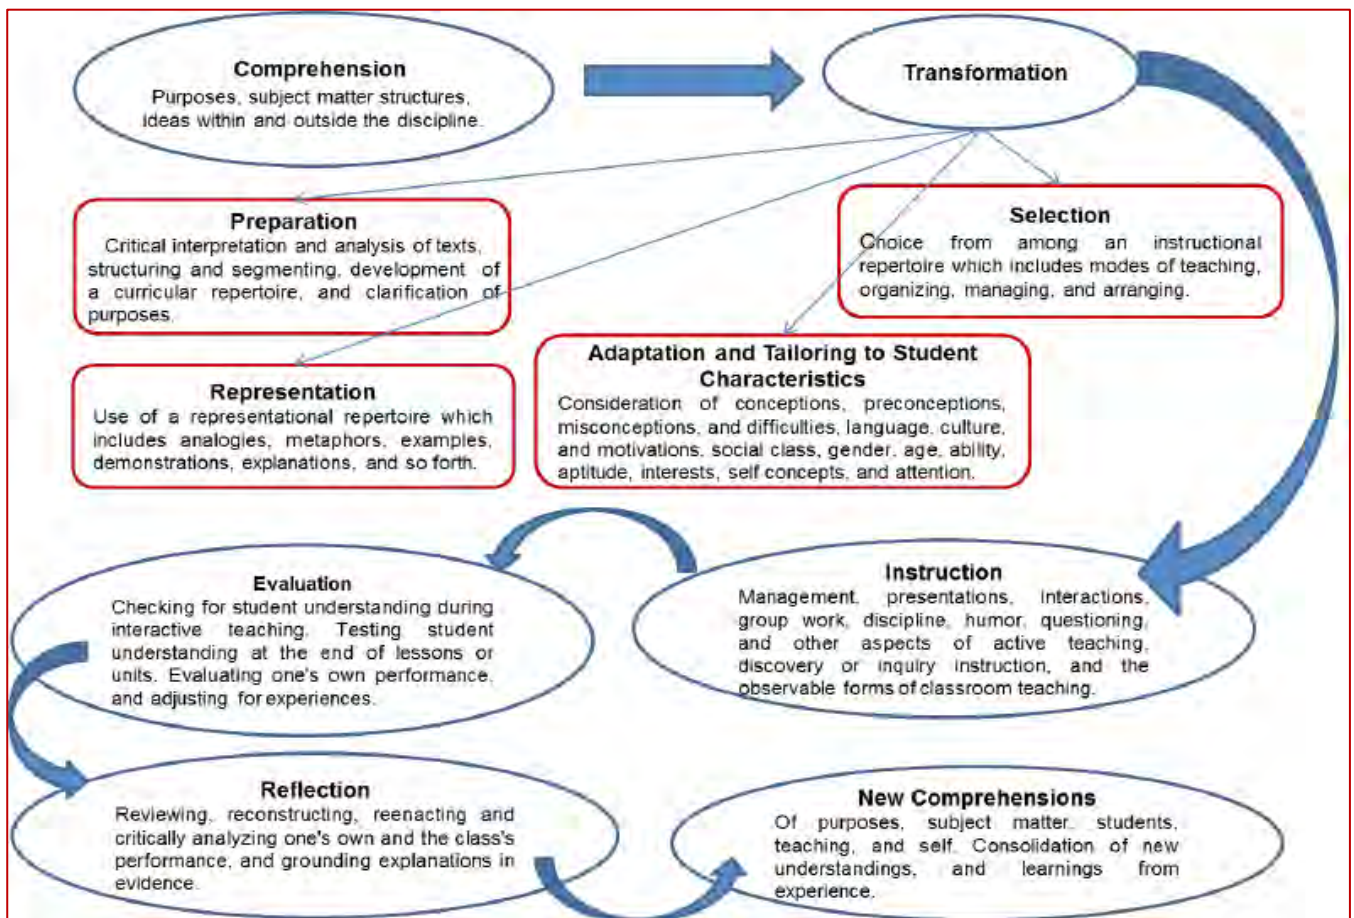 Comprehension
Purposes, subject matter structures,
ideas within and outside the discipline.
Transformation
Preparation
Critical interpretation and analysis of texts,
structuring and segmenting, development of
a curricular repertoire, and clarification of
purposes.
Selection
Choice from among an instructional
repertoire which includes modes of teaching,
organizing, managing, and arranging.
Representation
Use of a representational repertoire which
includes analogies, metaphors, examples,
demonstrations, explanations, and so forth.
Adaptation and Tailoring to Student
Characteristics
Consideration of conceptions, preconceptions,
misconceptions, and difficulties, language, culture,
and motivations, social class, gender, age, ability,
aptitude, interests, self concepts, and attention.
Evaluation
Checking for student understanding during
interactive teaching. Testing student
understanding at the end of lessons or
units. Evaluating one's own performance,
and adjusting for experiences.
Instruction
Management, presentations, interactions,
group work, discipline, humor, questioning,
and other aspects of active teaching,
discovery or inquiry instruction, and the
observable forms of classroom teaching.
Reflection
Reviewing, reconstructing, reenacting and
critically analyzing one's own and the class's
performance, and grounding explanations in
evidence.
New Comprehensions
Of purposes, subject matter, students,
teaching, and self. Consolidation of new
understandings, and learnings from
experience.